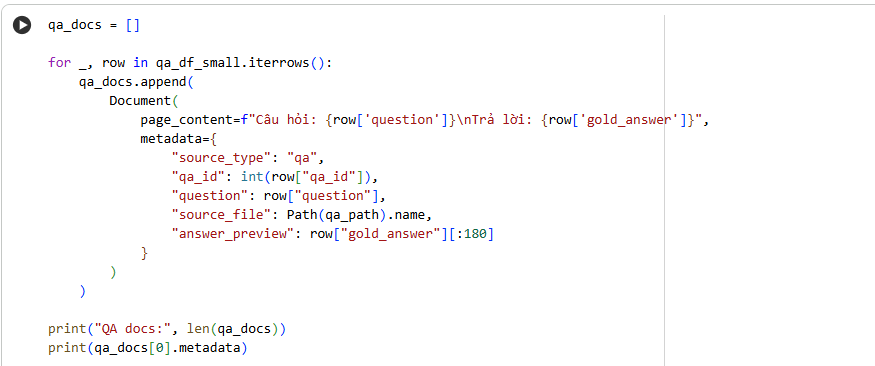 qa_docs = []
for _, row in qa_df_small.iterrows():
    qa_docs.append(
        Document(
            page_content=f"Câu hỏi: {row['question']}\nTrả lời: {row['gold_answer']}",
            metadata={
                "source_type": "qa",
                "qa_id": int(row["qa_id"]),
                "question": row["question"],
                "source_file": Path(qa_path).name,
                "answer_preview": row["gold_answer"][:180]
            }
        )
    )
print("QA docs:", len(qa_docs))
print(qa_docs[0].metadata)